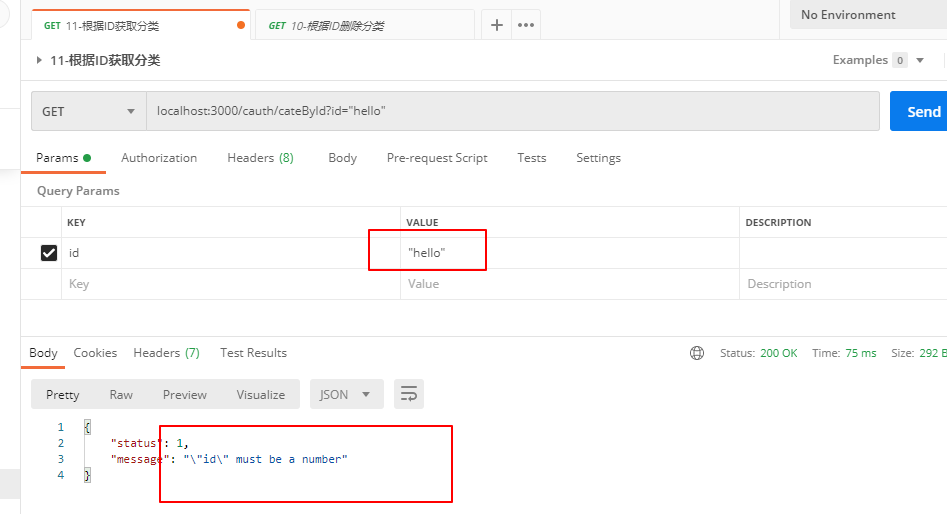 GET 11-根据ID获取分类 GET 10-根据ID删除分类 No Environment
11-根据ID获取分类 Examples 0
GET localhost:3000/cauth/cateById?id="hello" Send
Params Authorization Headers (8) Body Pre-request Script Tests Settings
Query Params
KEY VALUE DESCRIPTION
id "hello"
Key Value Description
Body Cookies Headers (7) Test Results Status: 200 OK Time: 75 ms Size: 292 B
Pretty Raw Preview Visualize JSON
1 {
2 "status": 1,
3 "message": "\"id\" must be a number"
4 }